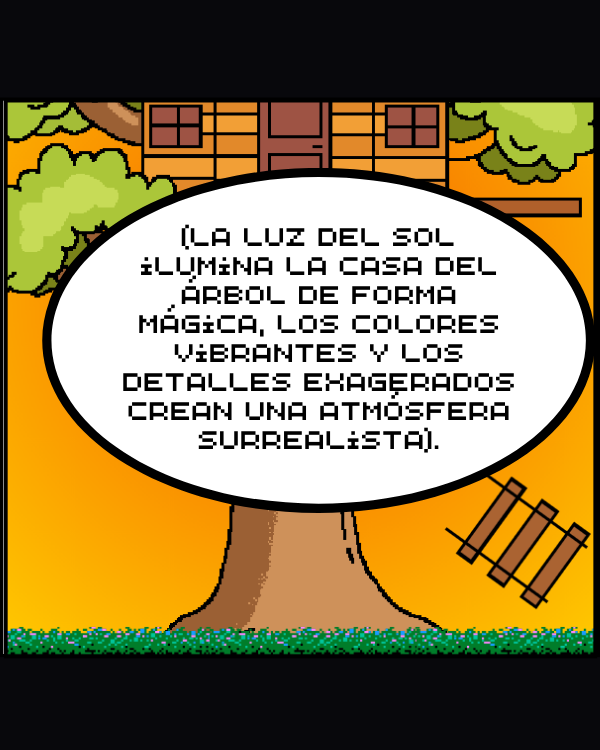 (LA LUZ DEL SOL
iLUMiNA LA CASA DEL
ÁRBOL DE FORMA
MÁGiCA, LOS COLORES
ViBRANTES Y LOS
DETALLES EXAGERADOS
CREAN UNA ATMÓSFERA
SURREALiSTA).